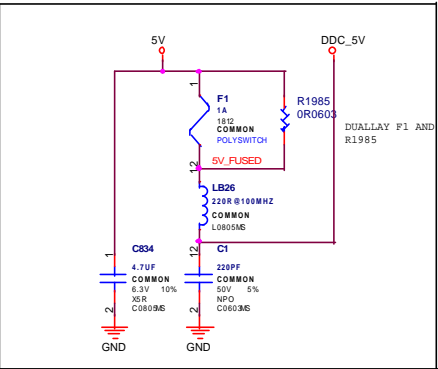 5V
DDC_5V
1
F1
1A
1812
COMMON
POLYSWITCH
R1985
0R0603
DUALLAY F1 AND
R1985
12
5V_FUSED
LB26
220R@100MHZ
COMMON
L0805MS
1
C834
4.7UF
COMMON
6.3V 10%
X5R
C0805MS
2
GND
12
C1
220PF
COMMON
50V 5%
NPO
C0603MS
2
GND